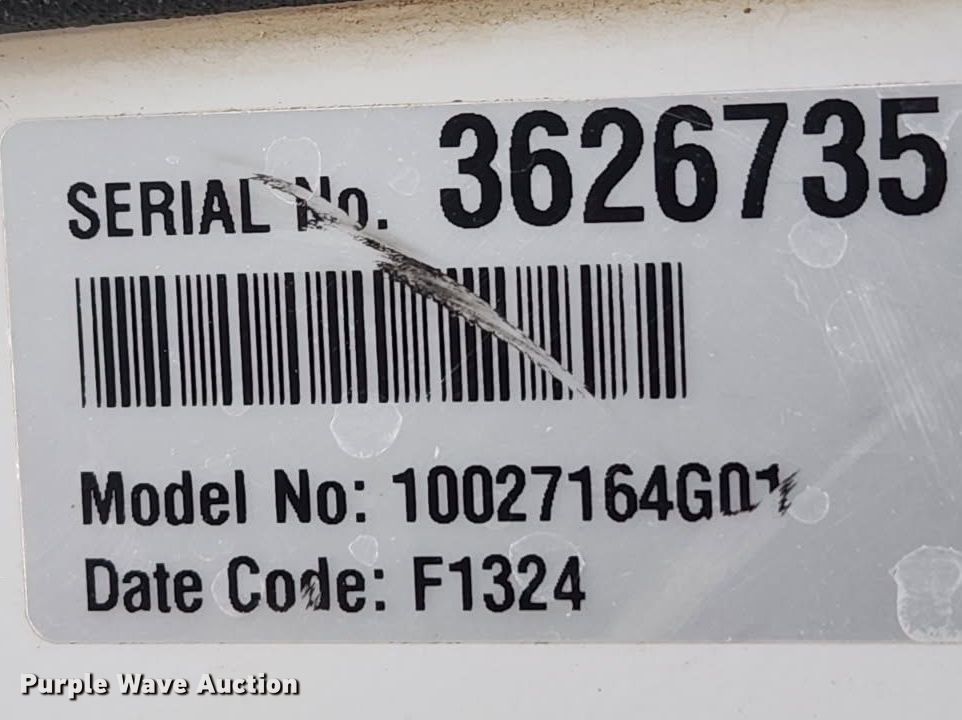 SERIAL No. 3626735
Model No: 10027164G01
Date Code: F1324
Purple Wave Auction